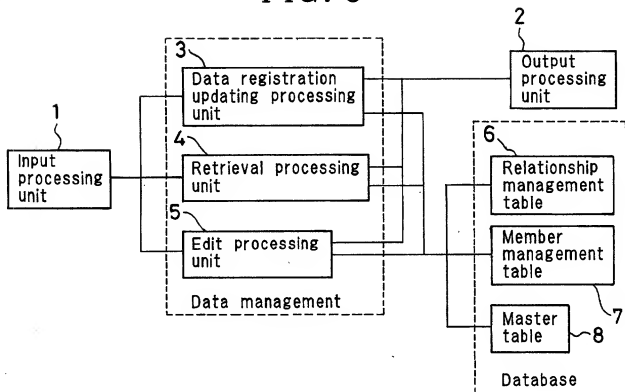 3
Data registration
updating processing
unit
2
Output
processing
unit
1
Input
processing
unit
4
Retrieval processing
unit
5
Edit processing
unit
Data management
6
Relationship
management
table
Member
management
table
7
Master
table
8
Database